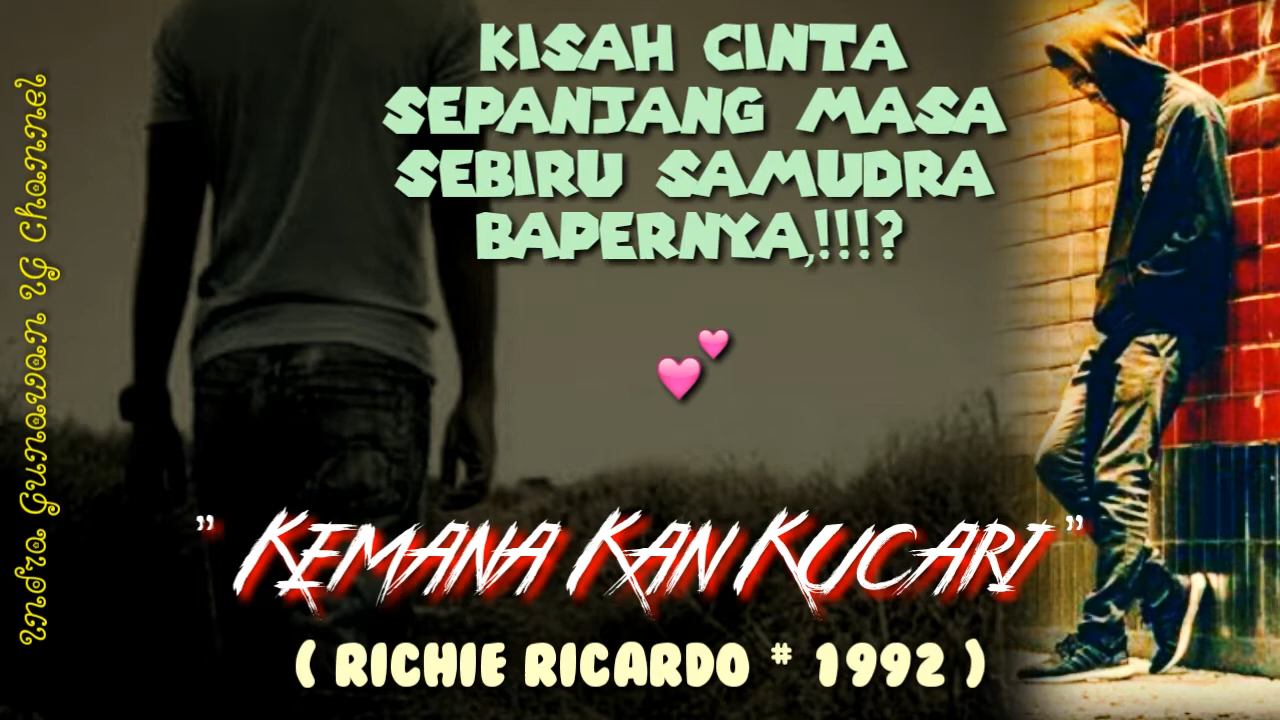 KISAH CINTA
SEPANJANG MASA
SEBIRU SAMUDRA
BAPERNYA,!!!?
" KEMANA KAN KUCARI "
( RICHIE RICARDO * 1992 )
Indra Gunawan IG Channel